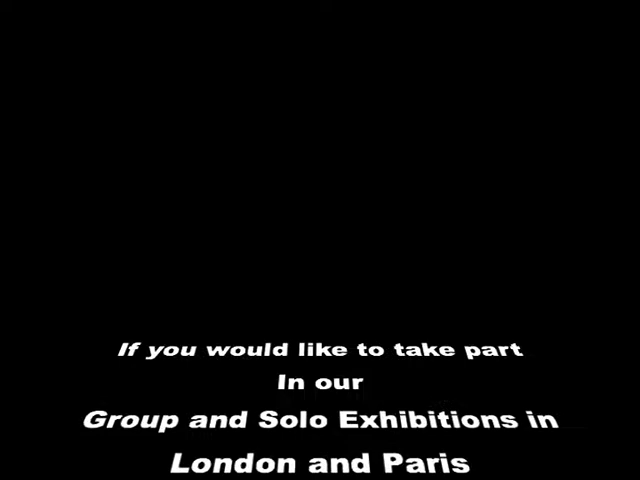 If you would like to take part
In our
Group and Solo Exhibitions in
London and Paris